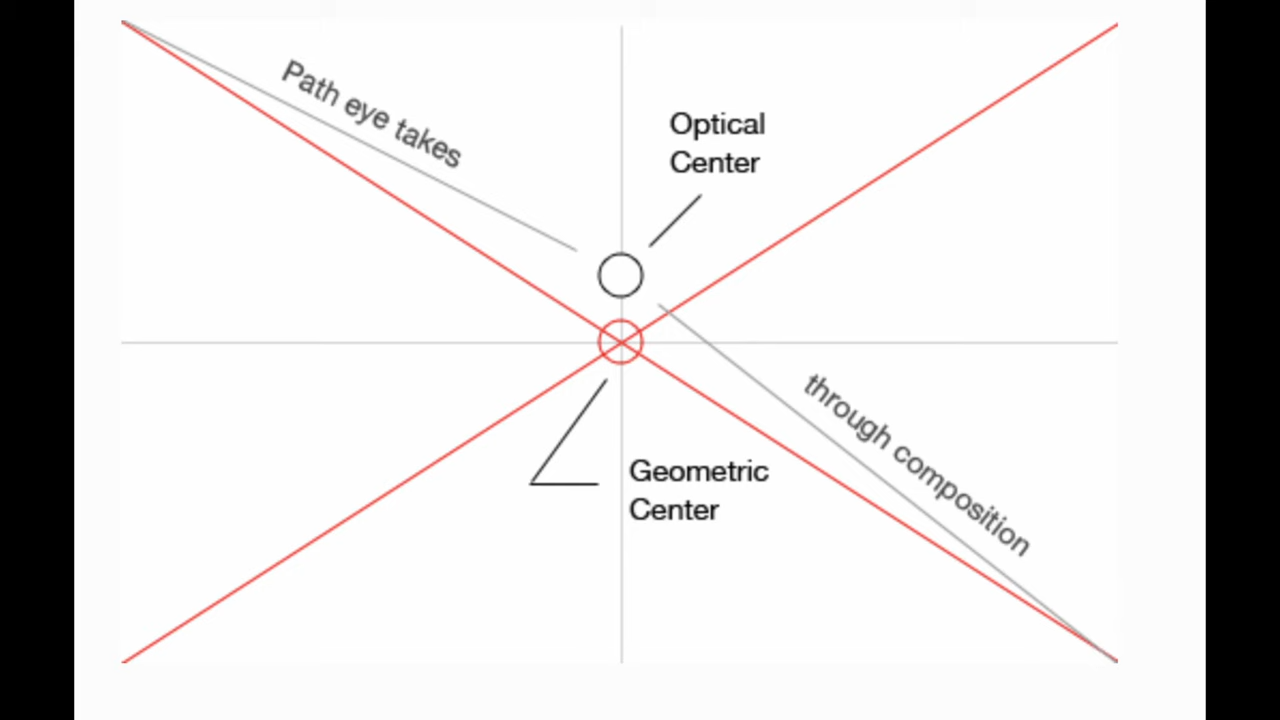 Path eye takes
Optical
Center
through composition
Geometric
Center